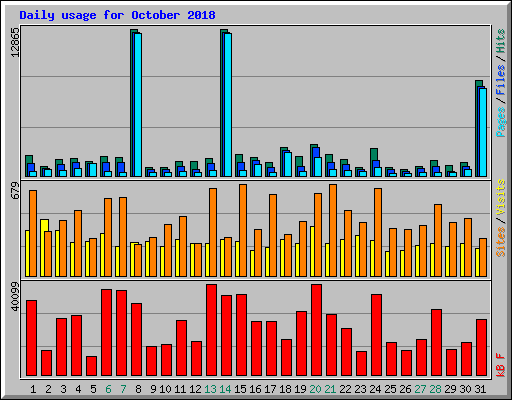 Daily usage for October 2018
12865
Pages / Files / Hits
679
Sites / Visits
40099
kB F
1 2 3 4 5 6 7 8 9 10 11 12 13 14 15 16 17 18 19 20 21 22 23 24 25 26 27 28 29 30 31